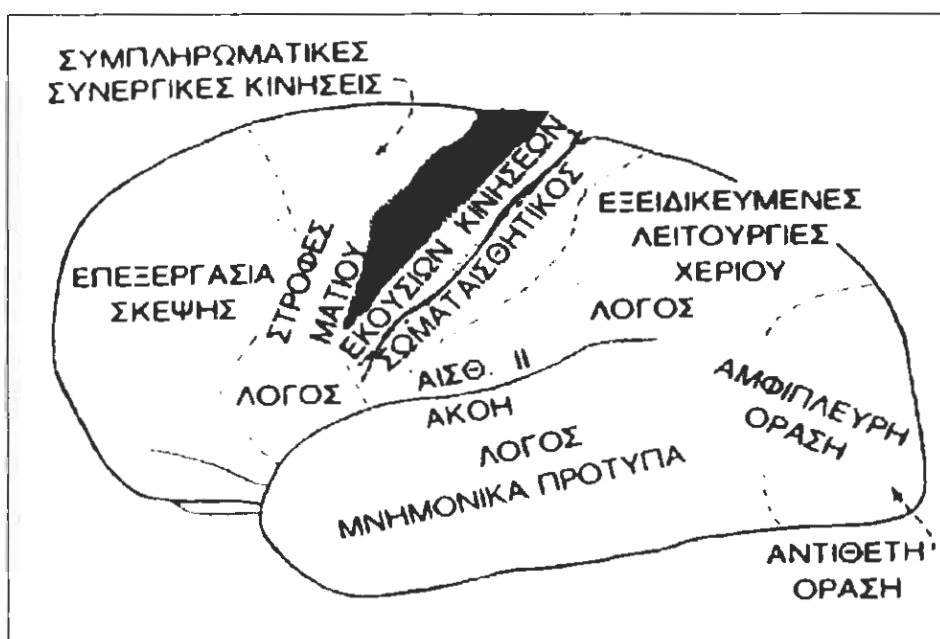 ΣΥΜΠΛΗΡΩΜΑΤΙΚΕΣ
ΣΥΝΕΡΓΙΚΕΣ ΚΙΝΗΣΕΙΣ
ΕΠΕΞΕΡΓΑΣΙΑ
ΣΚΕΨΗΣ
ΣΤΡΟΦΕΣ
ΜΑΤΙΟΥ
ΕΚΟΥΣΙΩΝ ΚΙΝΗΣΕΩΝ
ΣΩΜΑΤΑΙΣΘΗΤΙΚΟΣ
ΕΞΕΙΔΙΚΕΥΜΕΝΕΣ
ΛΕΙΤΟΥΡΓΙΕΣ
ΧΕΡΙΟΥ
ΛΟΓΟΣ
ΛΟΓΟΣ
ΑΙΣΘ. ΙΙ
ΑΚΟΗ
ΛΟΓΟΣ
ΜΝΗΜΟΝΙΚΑ ΠΡΟΤΥΠΑ
ΑΜΦΙΠΛΕΥΡΗ
ΟΡΑΣΗ
ΑΝΤΙΘΕΤΗ
ΟΡΑΣΗ